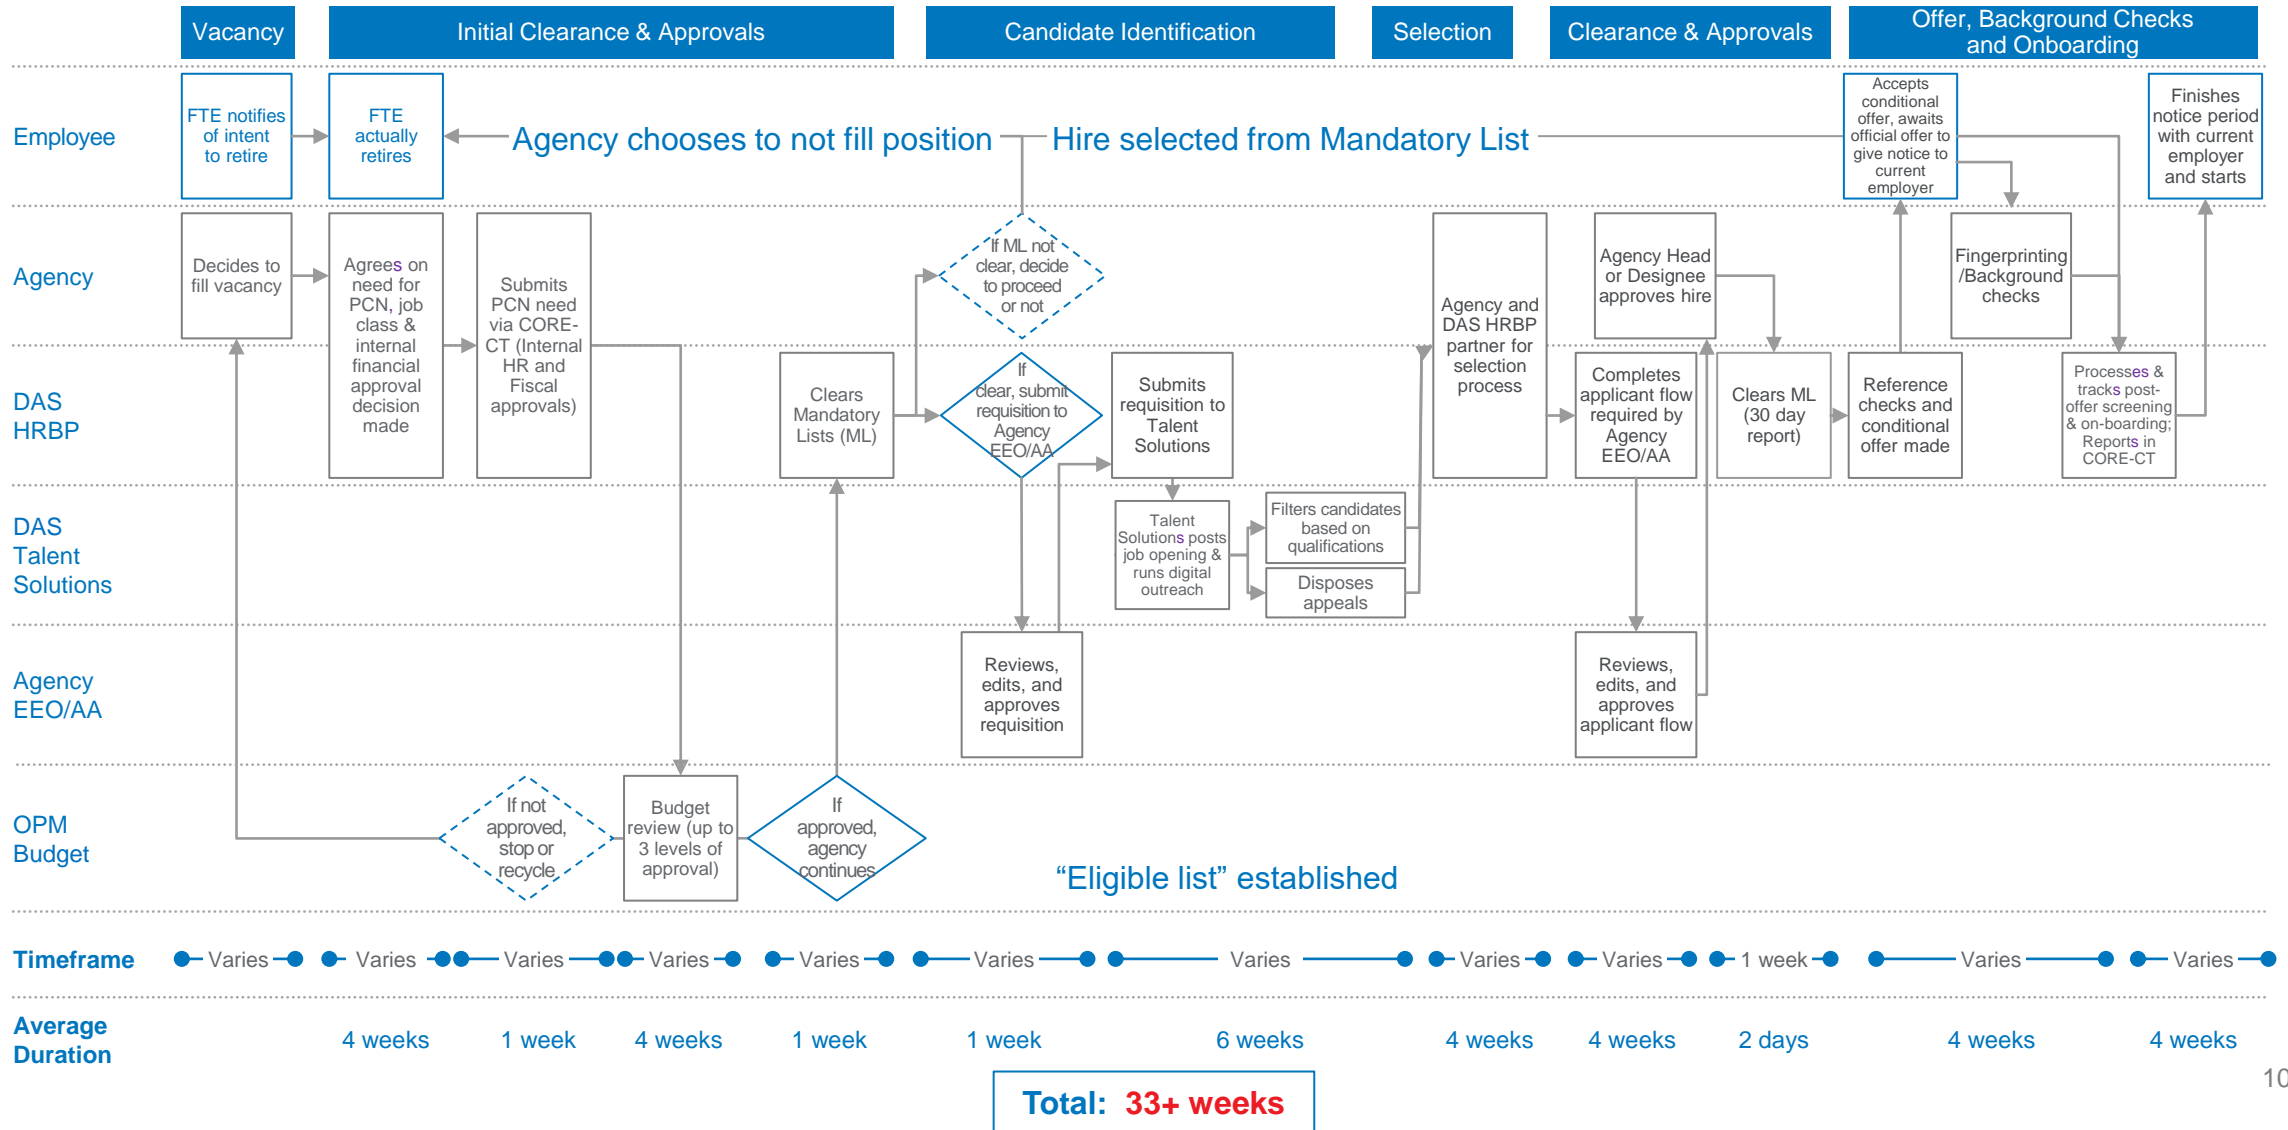 Vacancy
Initial Clearance & Approvals
Candidate Identification
Selection
Clearance & Approvals
Offer, Background Checks
and Onboarding
Employee
FTE notifies
of intent
to retire
FTE
actually
retires
Agency chooses to not fill position
Hire selected from Mandatory List
Accepts
conditional
offer, awaits
official offer to
give notice to
current
employer
Finishes
notice period
with current
employer
and starts
Agency
Decides to
fill vacancy
Agrees on
need for
PCN, job
class &
internal
financial
approval
decision
made
Submits
PCN need
via CORE-
CT (Internal
HR and
Fiscal
approvals)
If ML not
clear, decide
to proceed
or not
Agency and
DAS HRBP
partner for
selection
process
Agency Head
or Designee
approves hire
Fingerprinting
/Background
checks
DAS
HRBP
Clears
Mandatory
Lists (ML)
If
clear, submit
requisition to
Agency
EEO/AA
Submits
requisition to
Talent
Solutions
Completes
applicant flow
required by
Agency
EEO/AA
Clears ML
(30 day
report)
Reference
checks and
conditional
offer made
Processes &
tracks post-
offer screening
& on-boarding;
Reports in
CORE-CT
DAS
Talent
Solutions
Talent
Solutions posts
job opening &
runs digital
outreach
Filters candidates
based on
qualifications
Disposes
appeals
Agency
EEO/AA
Reviews,
edits, and
approves
requisition
Reviews,
edits, and
approves
applicant flow
OPM
Budget
If not
approved,
stop or
recycle
Budget
review (up to
3 levels of
approval)
If
approved,
agency
continues
“Eligible list” established
Timeframe
Varies
Varies
Varies
Varies
Varies
Varies
Varies
Varies
Varies
1 week
Varies
Varies
Average
Duration
4 weeks
1 week
4 weeks
1 week
1 week
6 weeks
4 weeks
4 weeks
2 days
4 weeks
4 weeks
Total: 33+ weeks
10